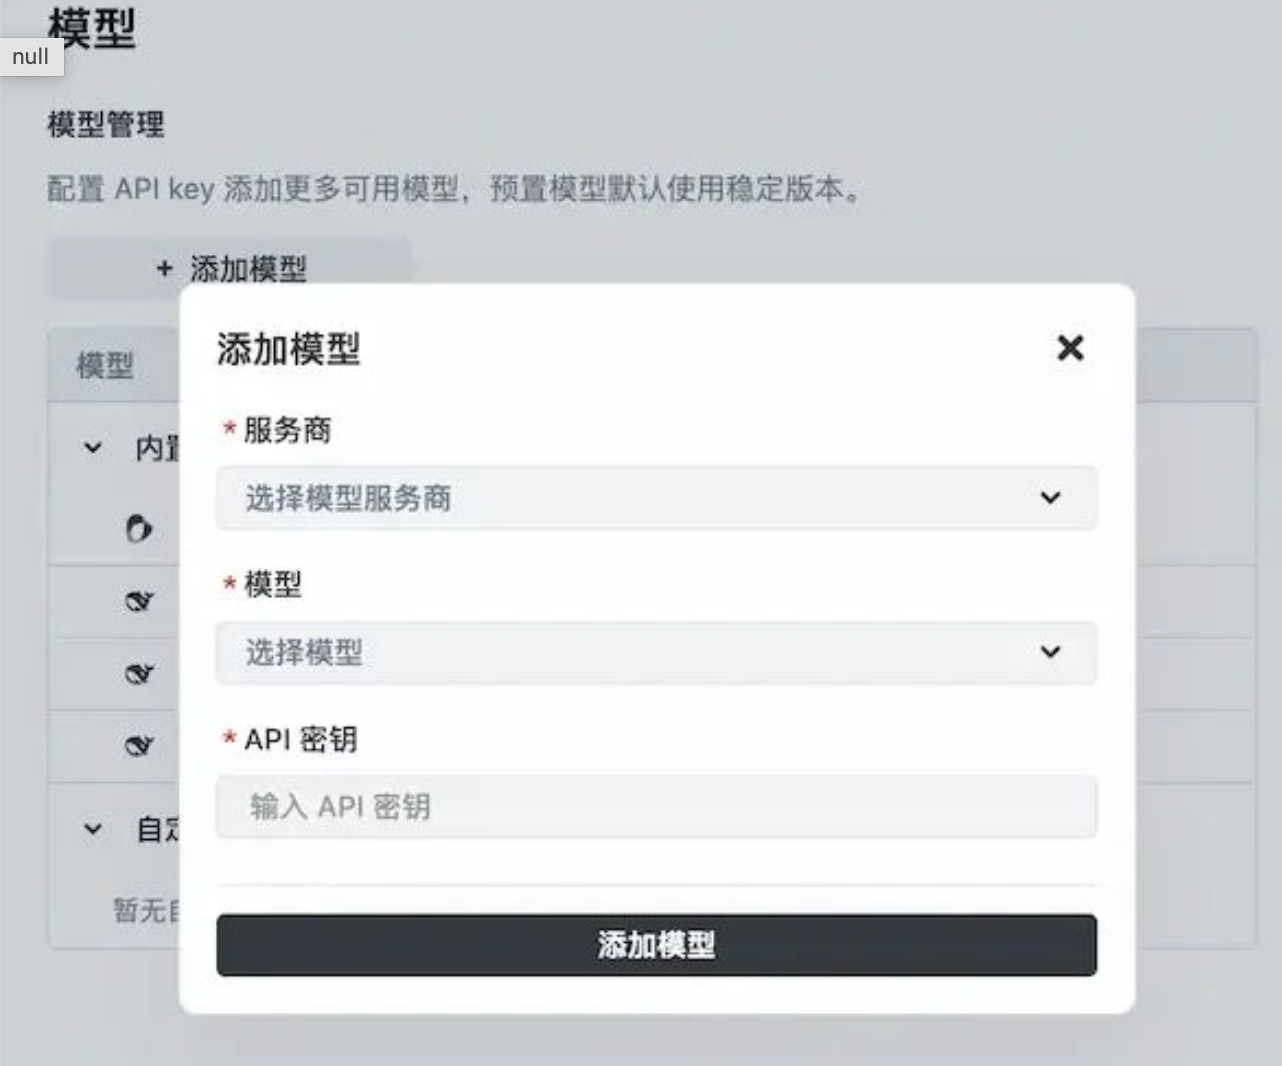 模型
null
模型管理
配置 API key 添加更多可用模型，预置模型默认使用稳定版本。
+ 添加模型
模型
添加模型
* 服务商
内
选择模型服务商
* 模型
选择模型
* API 密钥
输入 API 密钥
自
暂无
添加模型